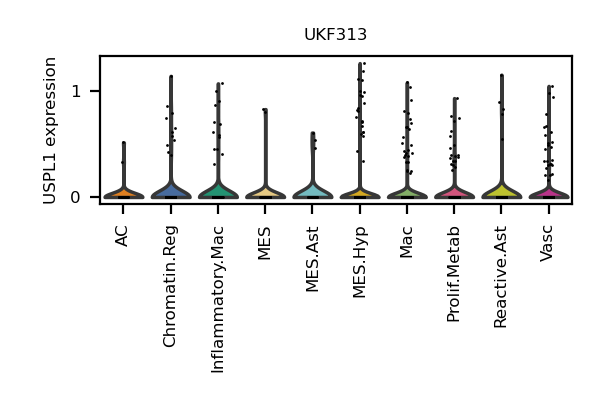 UKF313
USPL1 expression
1
0
AC
Chromatin.Reg
Inflammatory.Mac
MES
MES.Ast
MES.Hyp
Mac
Prolif.Metab
Reactive.Ast
Vasc